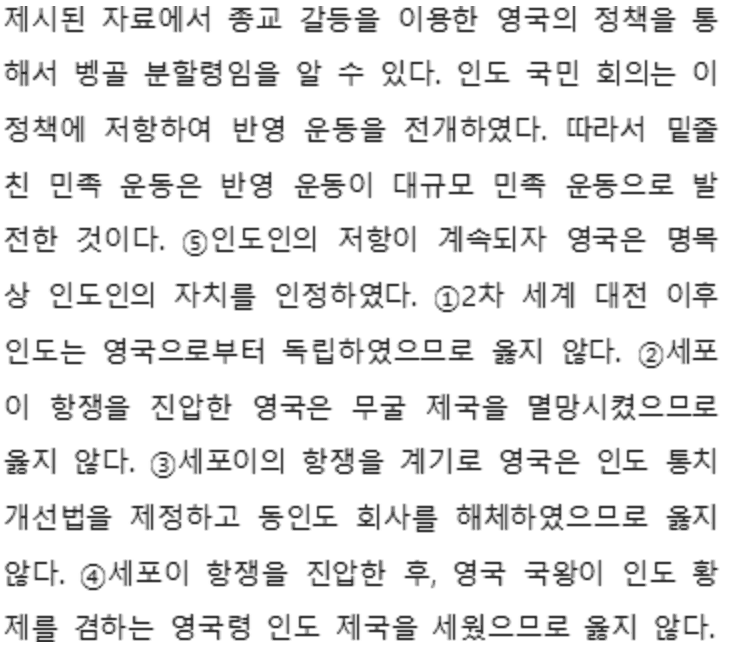 제시된 자료에서 종교 갈등을 이용한 영국의 정책을 통
해서 벵골 분할령임을 알 수 있다. 인도 국민 회의는 이
정책에 저항하여 반영 운동을 전개하였다. 따라서 밑줄
친 민족 운동은 반영 운동이 대규모 민족 운동으로 발
전한 것이다. ⑤인도인의 저항이 계속되자 영국은 명목
상 인도인의 자치를 인정하였다. ①2차 세계 대전 이후
인도는 영국으로부터 독립하였으므로 옳지 않다. ②세포
이 항쟁을 진압한 영국은 무굴 제국을 멸망시켰으므로
옳지 않다. ③세포이의 항쟁을 계기로 영국은 인도 통치
개선법을 제정하고 동인도 회사를 해체하였으므로 옳지
않다. ④세포이 항쟁을 진압한 후, 영국 국왕이 인도 황
제를 겸하는 영국령 인도 제국을 세웠으므로 옳지 않다.